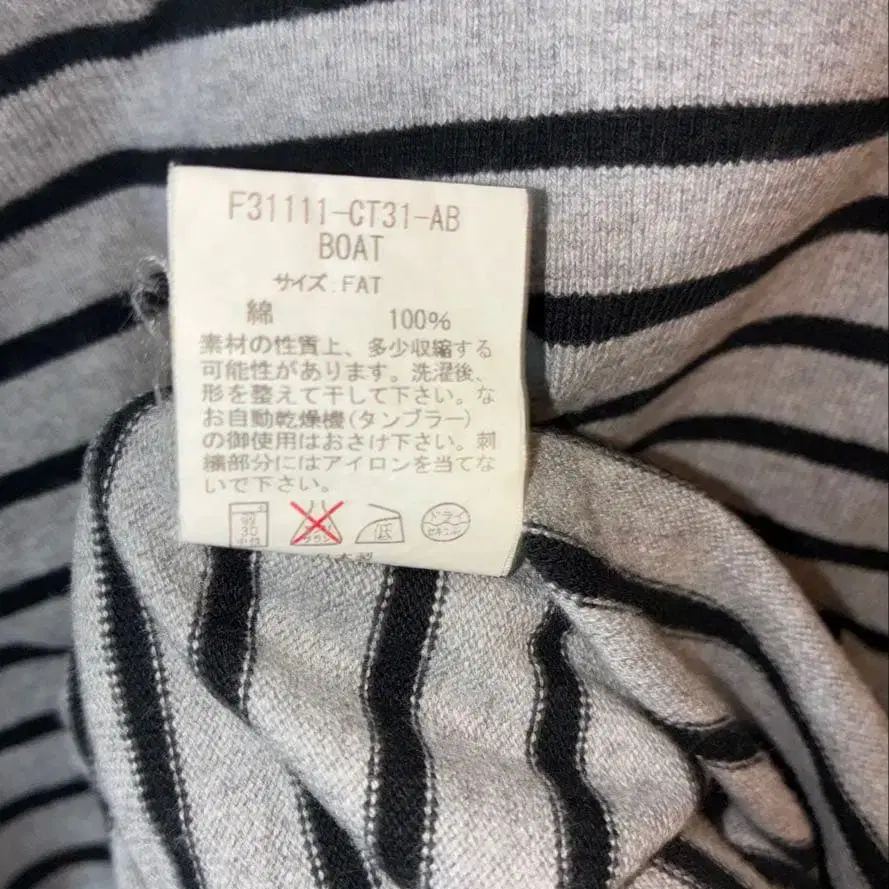 F31111-CT31-AB
BOAT
サイズ：FAT
綿 100%
素材の性質上、多少収縮する
可能性があります。洗濯後、
形を整えて干して下さい。な
お自動乾燥機(タンブラー)
の御使用はおさけ下さい。刺
繍部分にはアイロンを当てな
いで下さい。
低 ドライ